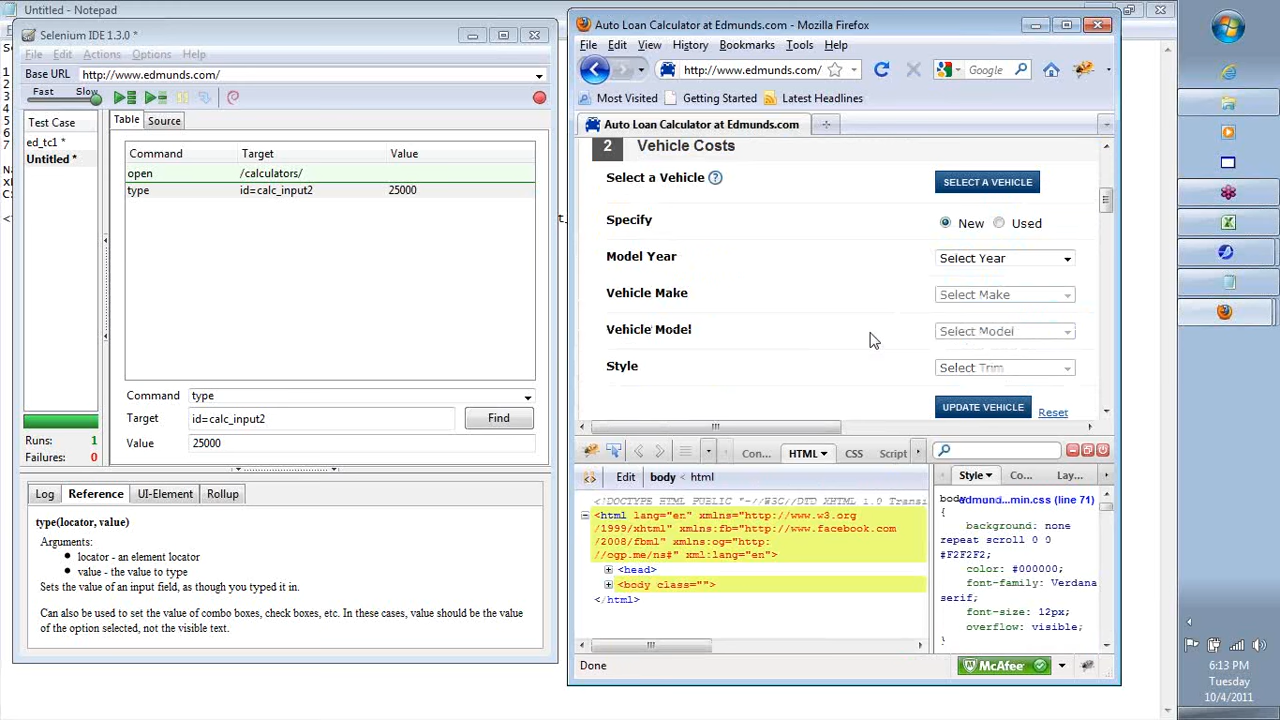 Untitled - Notepad
Selenium IDE 1.3.0 *
File Edit Actions Options Help
Base URL http://www.edmunds.com/
Fast Slow
Test Case
ed_tc1 *
Untitled *
Table Source
Command Target Value
open /calculators/
type id=calc_input2 25000
Command type
Target id=calc_input2 Find
Value 25000
Runs: 1
Failures: 0
Log Reference UI-Element Rollup
type(locator, value)
Arguments:
locator - an element locator
value - the value to type
Sets the value of an input field, as though you typed it in.
Can also be used to set the value of combo boxes, check boxes, etc. In these cases, value should be the value
of the option selected, not the visible text.
Auto Loan Calculator at Edmunds.com - Mozilla Firefox
File Edit View History Bookmarks Tools Help
http://www.edmunds.com/ Google
Most Visited Getting Started Latest Headlines
Auto Loan Calculator at Edmunds.com
2 Vehicle Costs
Select a Vehicle ? SELECT A VEHICLE
Specify New Used
Model Year Select Year
Vehicle Make Select Make
Vehicle Model Select Model
Style Select Trim
UPDATE VEHICLE Reset
Con... HTML CSS Script
Edit body < html
<!DOCTYPE HTML PUBLIC "-//W3C//DTD XHTML 1.0 Transi
<html lang="en" xmlns="http://www.w3.org
/1999/xhtml" xmlns:fb="http://www.facebook.com
/2008/fbml" xmlns:og="http:
//ogp.me/ns#" xml:lang="en">
<head>
<body class="">
</html>
Style Co... Lay...
body edmund...min.css (line 71)
{
background: none
repeat scroll 0 0
#F2F2F2;
color: #000000;
font-family: Verdana
serif;
font-size: 12px;
overflow: visible;
}
Done McAfee
6:13 PM
Tuesday
10/4/2011